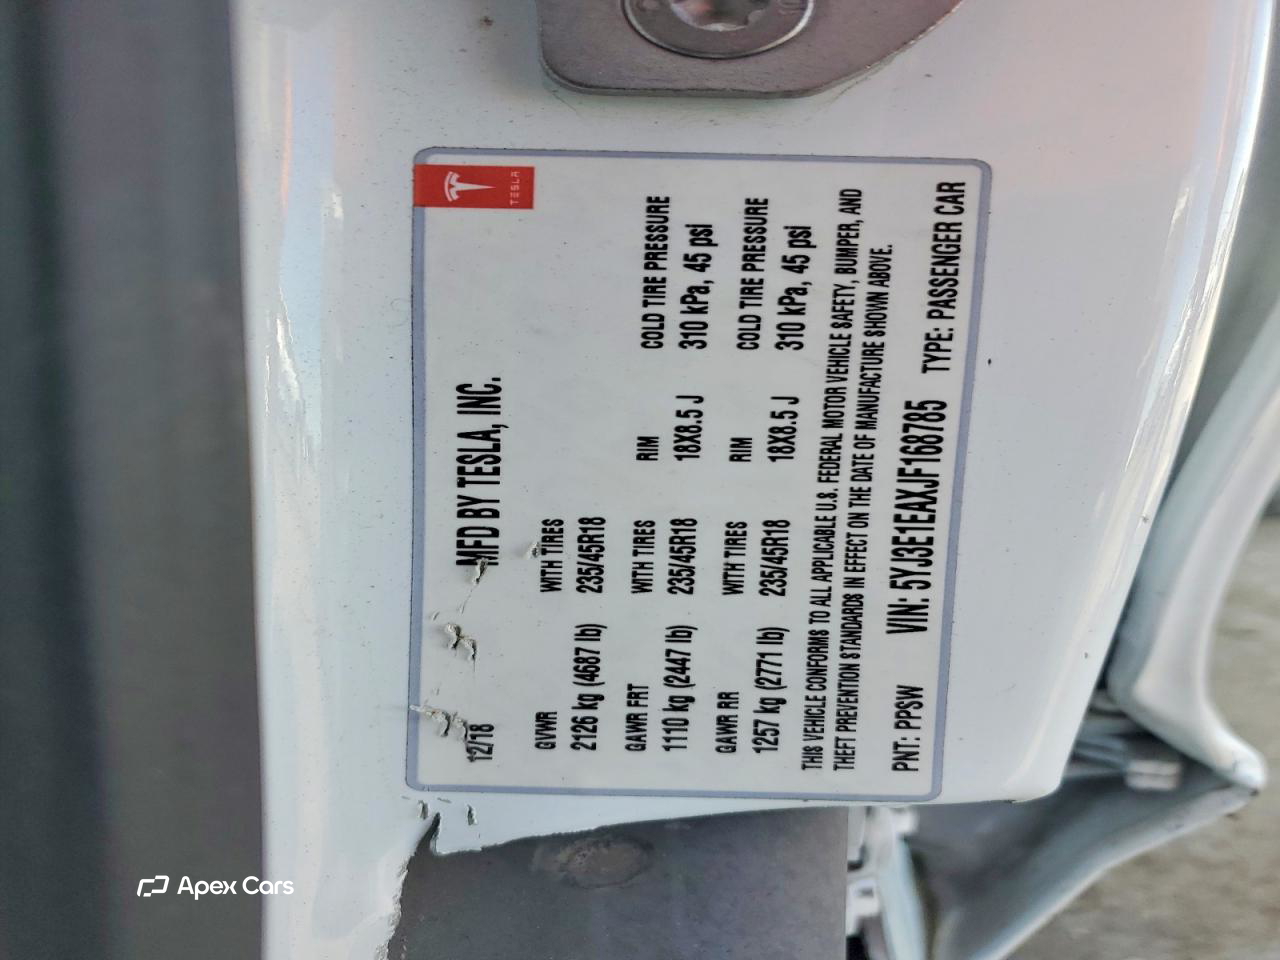 TESLA
MFD BY TESLA, INC.
12/18
GVWR WITH TIRES
2126 kg (4687 lb) 235/45R18
GAWR FRT WITH TIRES RIM COLD TIRE PRESSURE
1110 kg (2447 lb) 235/45R18 18X8.5 J 310 kPa, 45 psi
GAWR RR WITH TIRES RIM COLD TIRE PRESSURE
1257 kg (2771 lb) 235/45R18 18X8.5 J 310 kPa, 45 psi
THIS VEHICLE CONFORMS TO ALL APPLICABLE U.S. FEDERAL MOTOR VEHICLE SAFETY, BUMPER, AND
THEFT PREVENTION STANDARDS IN EFFECT ON THE DATE OF MANUFACTURE SHOWN ABOVE.
PNT: PPSW VIN: 5YJ3E1EAXJF168785 TYPE: PASSENGER CAR
Apex Cars